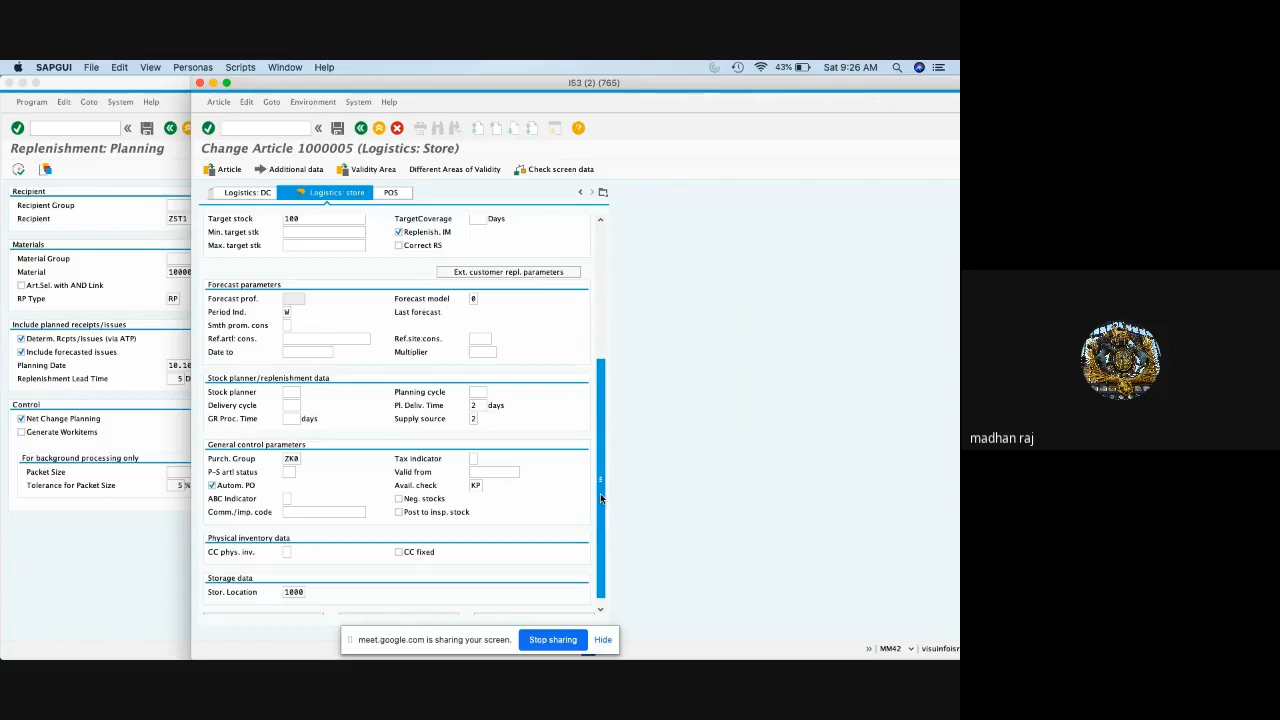 SAPGUI File Edit View Personas Scripts Window Help 43% Sat 9:26 AM
I53 (2) (765)
Program Edit Goto System Help
Replenishment: Planning
Recipient
Recipient Group
Recipient ZST1
Materials
Material Group
Material 10000
Art.Sel. with AND Link
RP Type RP
Include planned receipts/issues
Determ. Rcpts/Issues (via ATP)
Include forecasted issues
Planning Date 10.10
Replenishment Lead Time 5 D
Control
Net Change Planning
Generate Workitems
For background processing only
Packet Size
Tolerance for Packet Size 5 %
Article Edit Goto Environment System Help
Change Article 1000005 (Logistics: Store)
Article Additional data Validity Area Different Areas of Validity Check screen data
Logistics: DC Logistics: store POS
Target stock 100 TargetCoverage Days
Min. target stk Replenish. IM
Max. target stk Correct RS
Ext. customer repl. parameters
Forecast parameters
Forecast prof. Forecast model 0
Period Ind. W Last forecast
Smth prom. cons
Ref.artl: cons. Ref.site:cons.
Date to Multiplier
Stock planner/replenishment data
Stock planner Planning cycle
Delivery cycle Pl. Deliv. Time 2 days
GR Proc. Time days Supply source 2
General control parameters
Purch. Group ZK0 Tax indicator
P-S artl status Valid from
Autom. PO Avail. check KP
ABC Indicator Neg. stocks
Comm./imp. code Post to insp. stock
Physical inventory data
CC phys. inv. CC fixed
Storage data
Stor. Location 1000
meet.google.com is sharing your screen. Stop sharing Hide
MM42 visuinfoisr
madhan raj